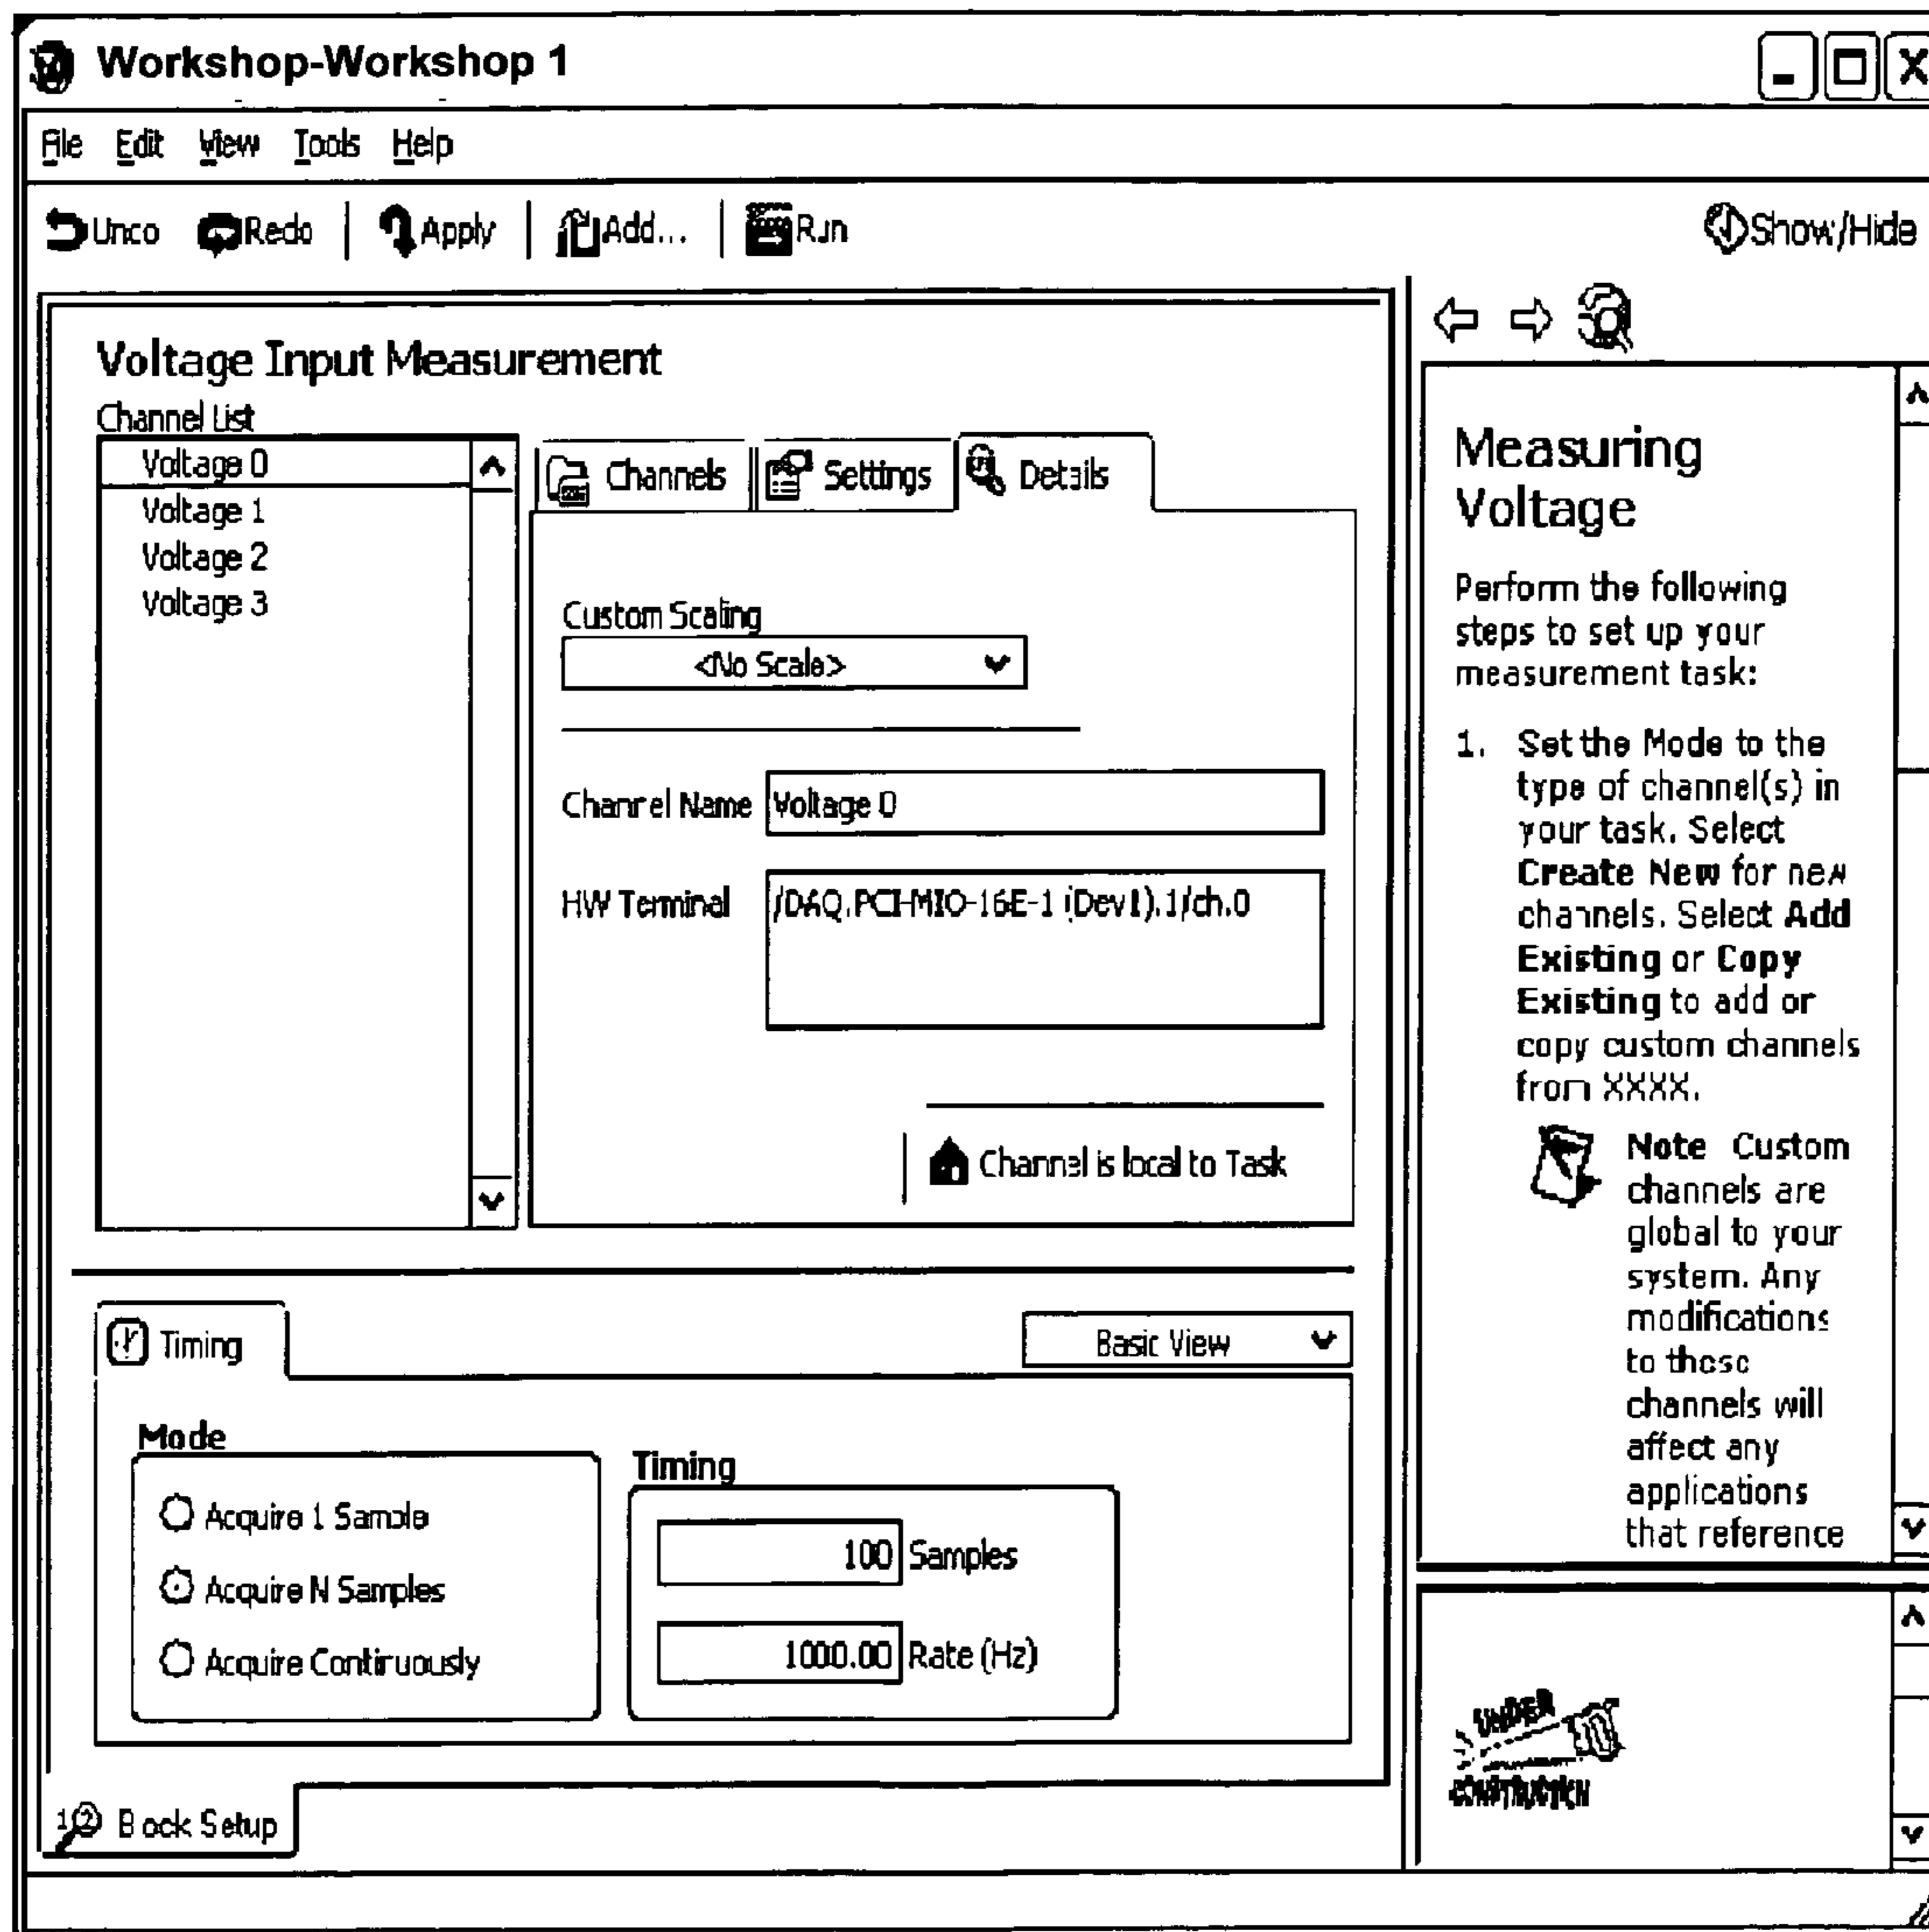 Workshop-Workshop 1
File Edit View Tools Help
Unco Redo Apply Add... Run Show/Hide
Voltage Input Measurement
Channel List
Voltage 0
Voltage 1
Voltage 2
Voltage 3
Channels Settings Details
Custom Scaling
<No Scale>
Channel Name Voltage 0
HW Terminal /DAQ.PCI-MIO-16E-1 (Dev1).1/ch.0
Channel is local to Task
Timing
Basic View
Mode
Acquire 1 Sample
Acquire N Samples
Acquire Continuously
Timing
100 Samples
1000.00 Rate (Hz)
Block Setup
Measuring
Voltage
Perform the following
steps to set up your
measurement task:
1. Set the Mode to the
type of channel(s) in
your task. Select
Create New for new
channels. Select Add
Existing or Copy
Existing to add or
copy custom channels
from XXXX.
Note Custom
channels are
global to your
system. Any
modifications
to these
channels will
affect any
applications
that reference
UNDER
CONSTRUCTION